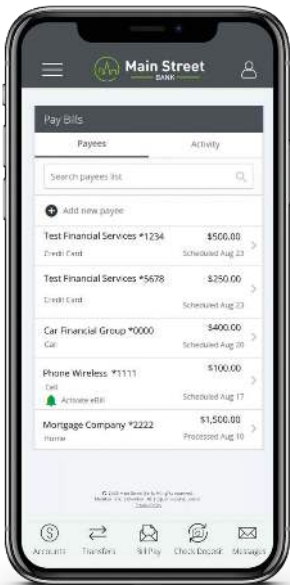 Main Street
BANK
Pay Bills
Payees Activity
Search payees list
Add new payee
Test Financial Services *1234 $500.00
Credit Card Scheduled Aug 23
Test Financial Services *5678 $250.00
Credit Card Scheduled Aug 23
Car Financial Group *0000 $400.00
Car Scheduled Aug 20
Phone Wireless *1111 $100.00
Cell
Activate eBill Scheduled Aug 17
Mortgage Company *2222 $1,500.00
Home Processed Aug 10
Accounts Transfers Bill Pay Check Deposit Messages